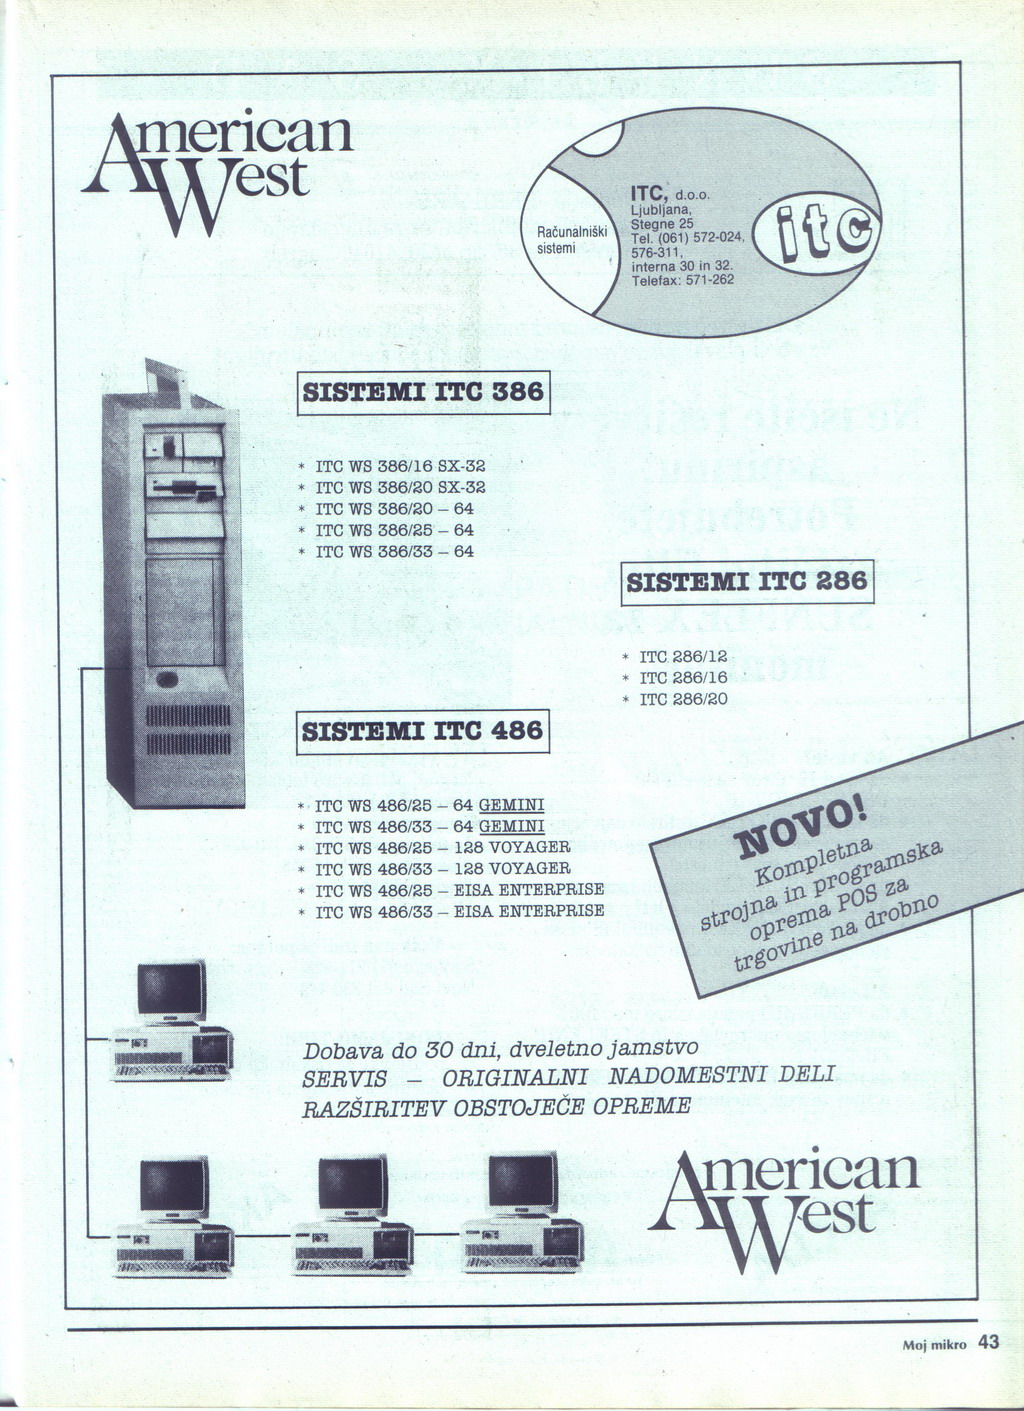 American
West
Računalniški
sistemi
ITC, d.o.o.
Ljubljana,
Stegne 25
Tel. (061) 572-024,
576-311,
interna 30 in 32.
Telefax: 571-262
itc
SISTEMI ITC 386
* ITC WS 386/16 SX-32
* ITC WS 386/20 SX-32
* ITC WS 386/20 – 64
* ITC WS 386/25 – 64
* ITC WS 386/33 – 64
SISTEMI ITC 286
* ITC 286/12
* ITC 286/16
* ITC 286/20
SISTEMI ITC 486
* ITC WS 486/25 – 64 GEMINI
* ITC WS 486/33 – 64 GEMINI
* ITC WS 486/25 – 128 VOYAGER
* ITC WS 486/33 – 128 VOYAGER
* ITC WS 486/25 – EISA ENTERPRISE
* ITC WS 486/33 – EISA ENTERPRISE
NOVO!
Kompletna
strojna in programska
oprema POS za
trgovine na drobno
Dobava do 30 dni, dveletno jamstvo
SERVIS – ORIGINALNI NADOMESTNI DELI
RAZŠIRITEV OBSTOJEČE OPREME
American
West
Moj mikro 43